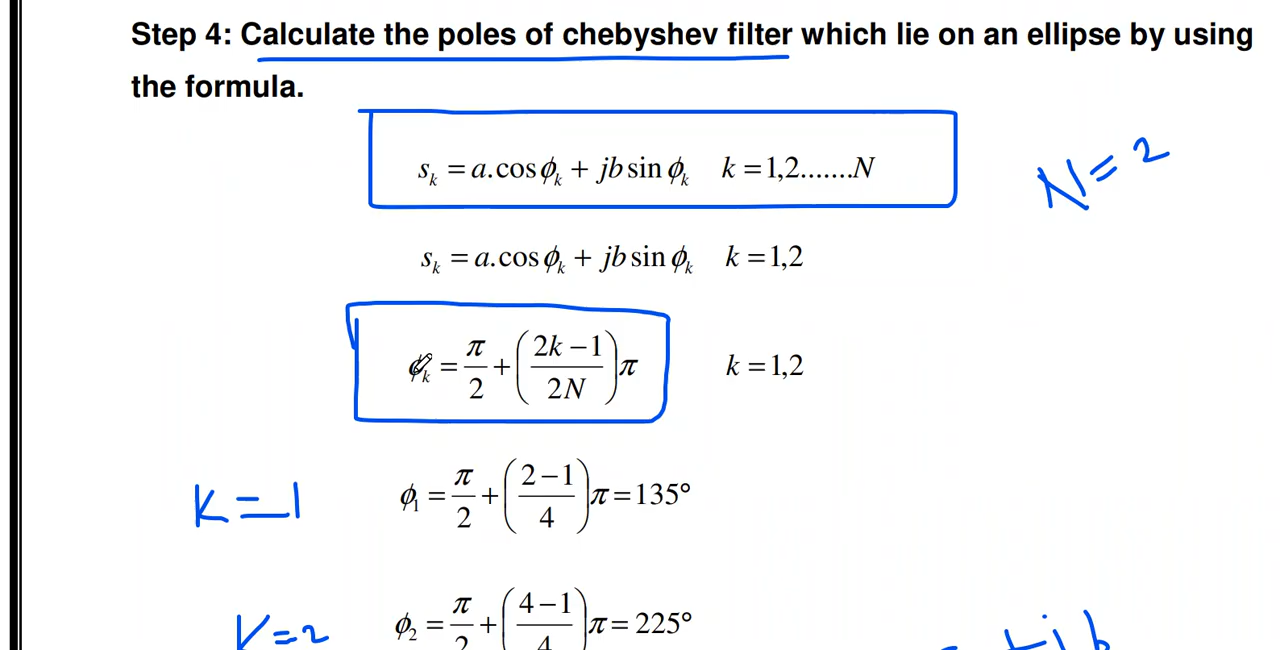 Step 4: Calculate the poles of chebyshev filter which lie on an ellipse by using
the formula.
s_k = a.cos ϕ_k + jb sin ϕ_k   k = 1,2.......N
N = 2
s_k = a.cos ϕ_k + jb sin ϕ_k   k = 1,2
ϕ_k = π/2 + ((2k − 1)/2N)π   k = 1,2
K = 1   ϕ_1 = π/2 + ((2 − 1)/4)π = 135°
K = 2   ϕ_2 = π/2 + ((4 − 1)/4)π = 225°
+ j b